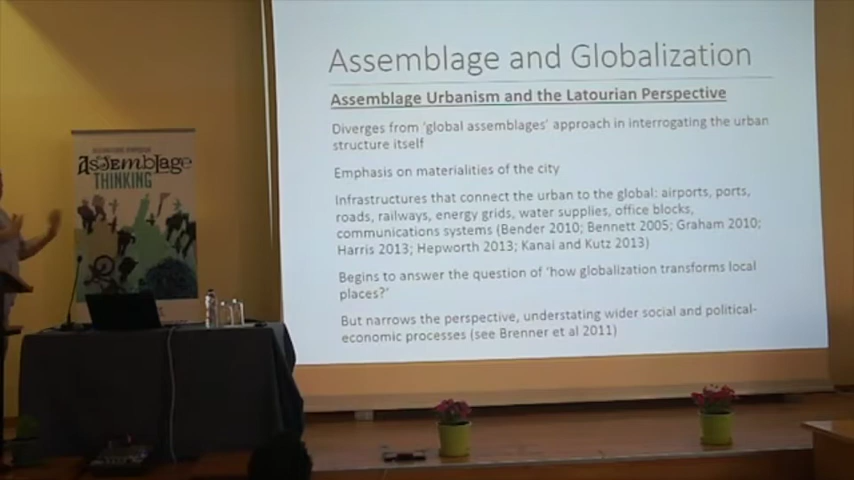 Assemblage and Globalization
Assemblage Urbanism and the Latourian Perspective
Diverges from 'global assemblages' approach in interrogating the urban
structure itself
Emphasis on materialities of the city
Infrastructures that connect the urban to the global: airports, ports,
roads, railways, energy grids, water supplies, office blocks,
communications systems (Bender 2010; Bennett 2005; Graham 2010;
Harris 2013; Hepworth 2013; Kanai and Kutz 2013)
Begins to answer the question of 'how globalization transforms local
places?'
But narrows the perspective, understating wider social and political-
economic processes (see Brenner et al 2011)
INTERNATIONAL SYMPOSIUM
Assemblage
THINKING